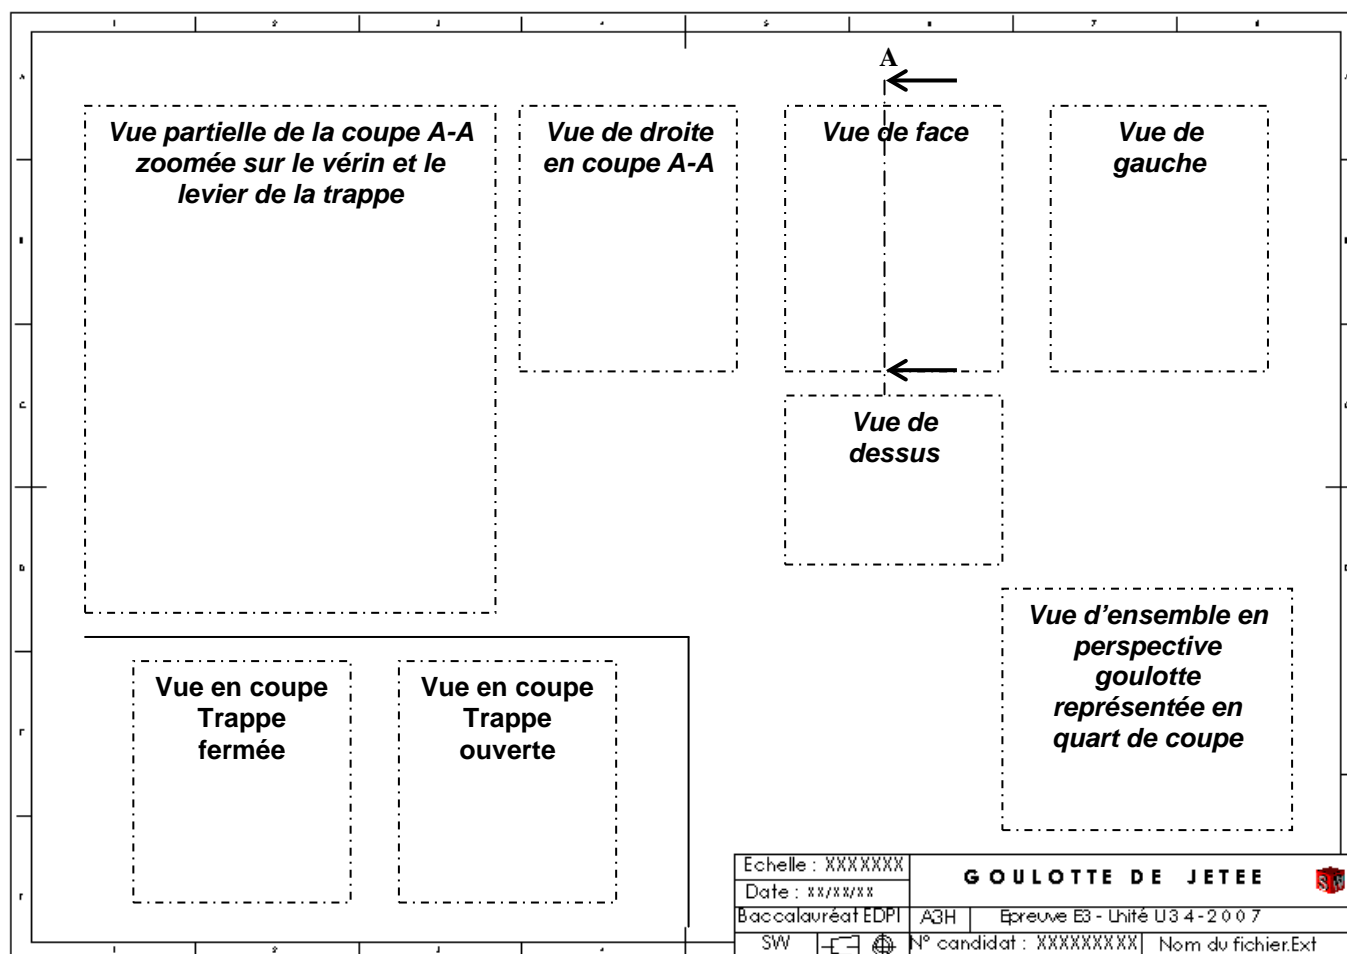 A
Vue partielle de la coupe A-A
zoomée sur le vérin et le
levier de la trappe
Vue de droite
en coupe A-A
Vue de face
Vue de
gauche
Vue de
dessus
Vue d'ensemble en
perspective
goulotte
représentée en
quart de coupe
Vue en coupe
Trappe
fermée
Vue en coupe
Trappe
ouverte
Echelle : XXXXXXX
GOULOTTE DE JETEE
SW
Date : xx/xx/xx
Baccalauréat EDPI
A3H
Epreuve E3 - Unité U34-2007
SW
N° candidat : XXXXXXXXX
Nom du fichier.Ext